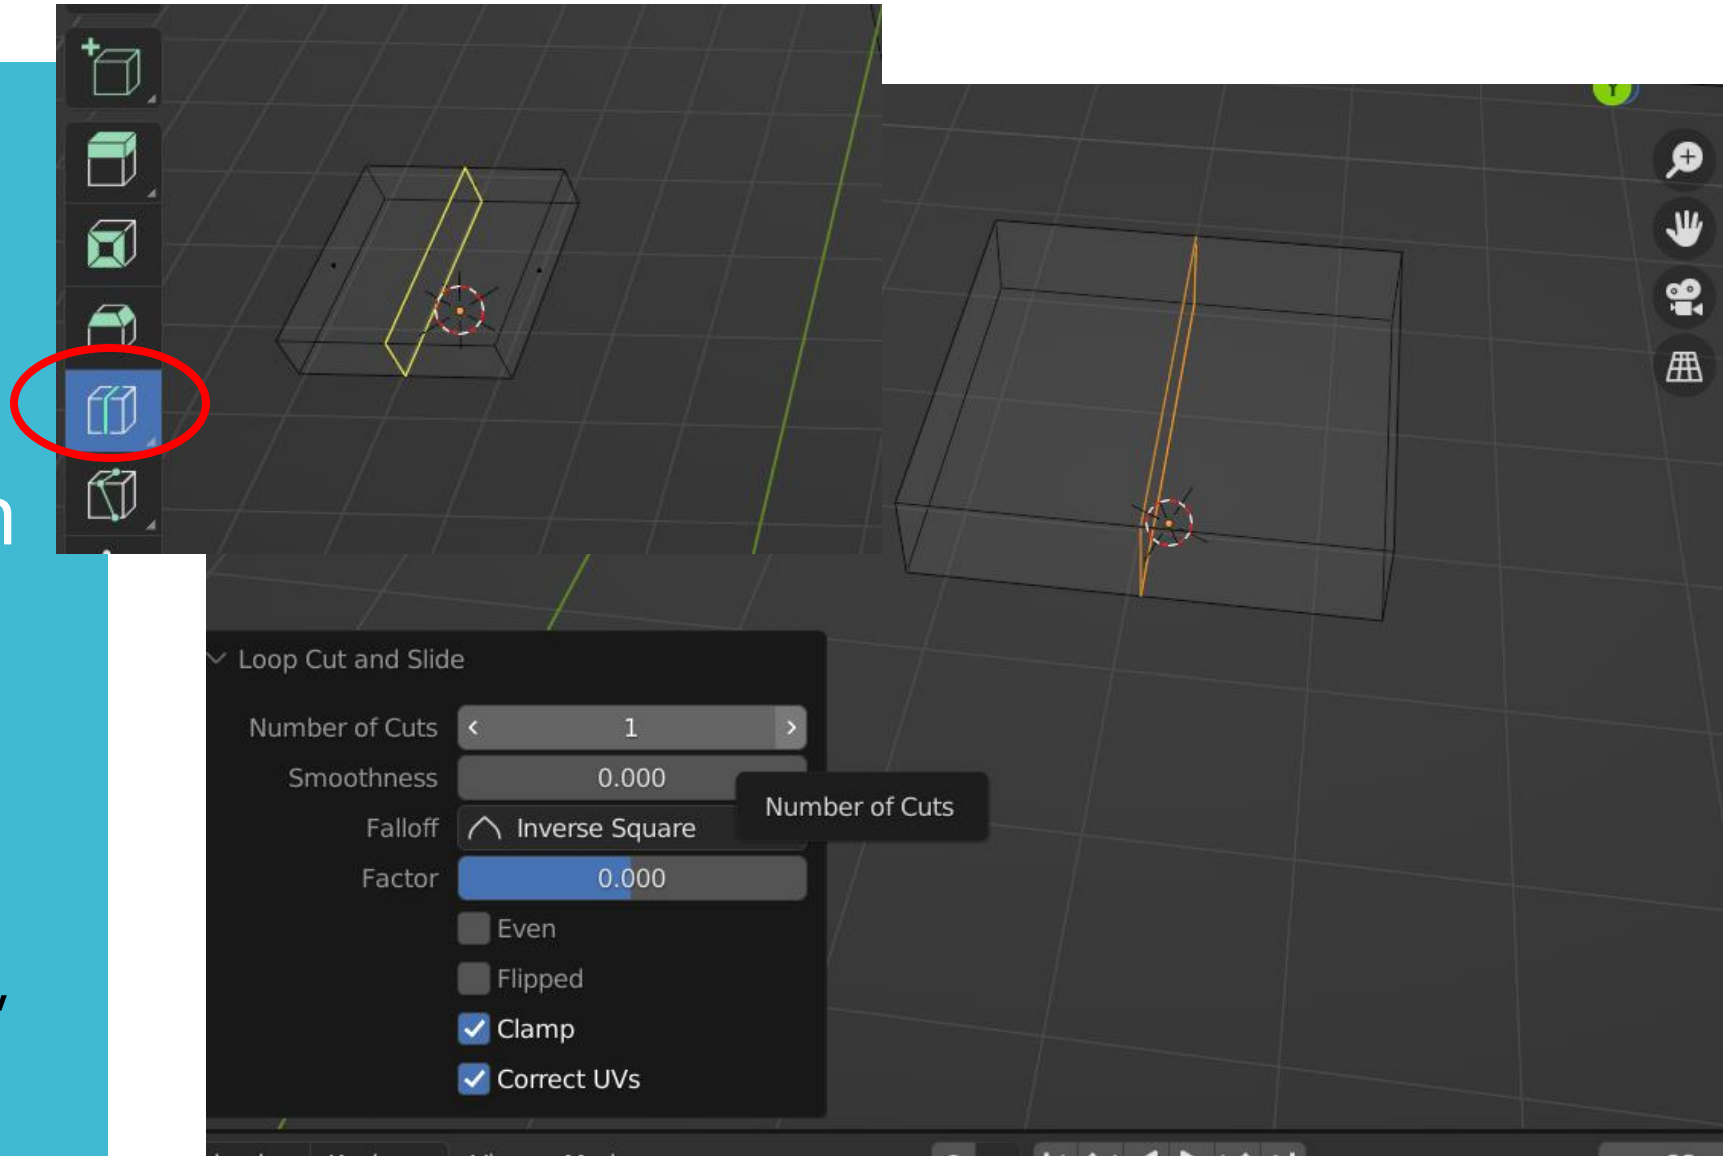 Y
n
Loop Cut and Slide
Number of Cuts 1
Smoothness 0.000
Number of Cuts
Falloff Inverse Square
Factor 0.000
Even
Flipped
Clamp
Correct UVs